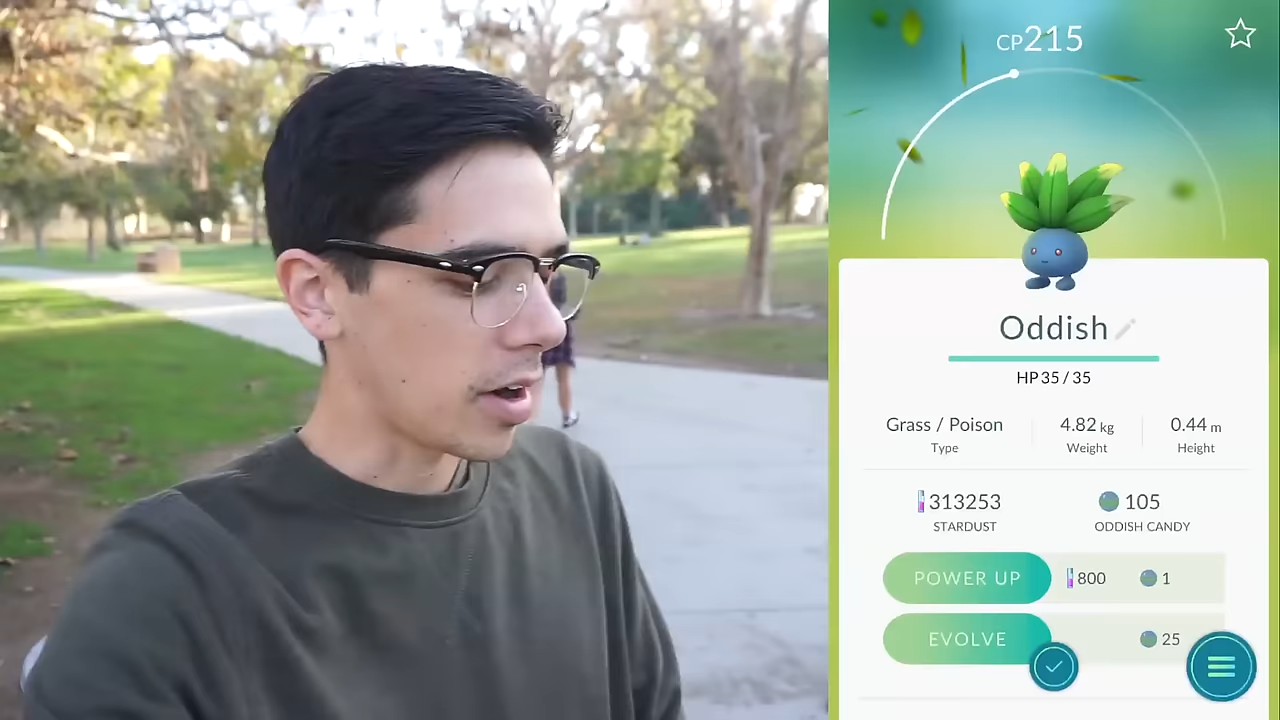 CP215
Oddish
HP 35 / 35
Grass / Poison 4.82 kg 0.44 m
Type Weight Height
313253 105
STARDUST ODDISH CANDY
POWER UP 800 1
EVOLVE 25